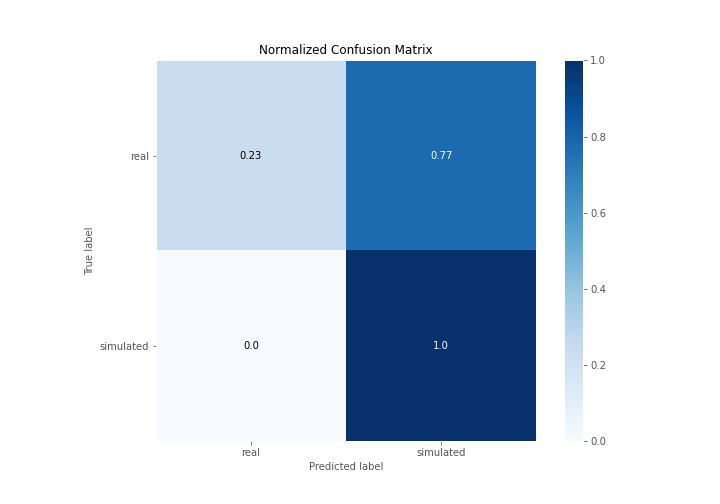 Normalized Confusion Matrix
1.0
0.8
0.6
0.4
0.2
0.0
True label
real
simulated
0.23
0.77
0.0
1.0
real
simulated
Predicted label